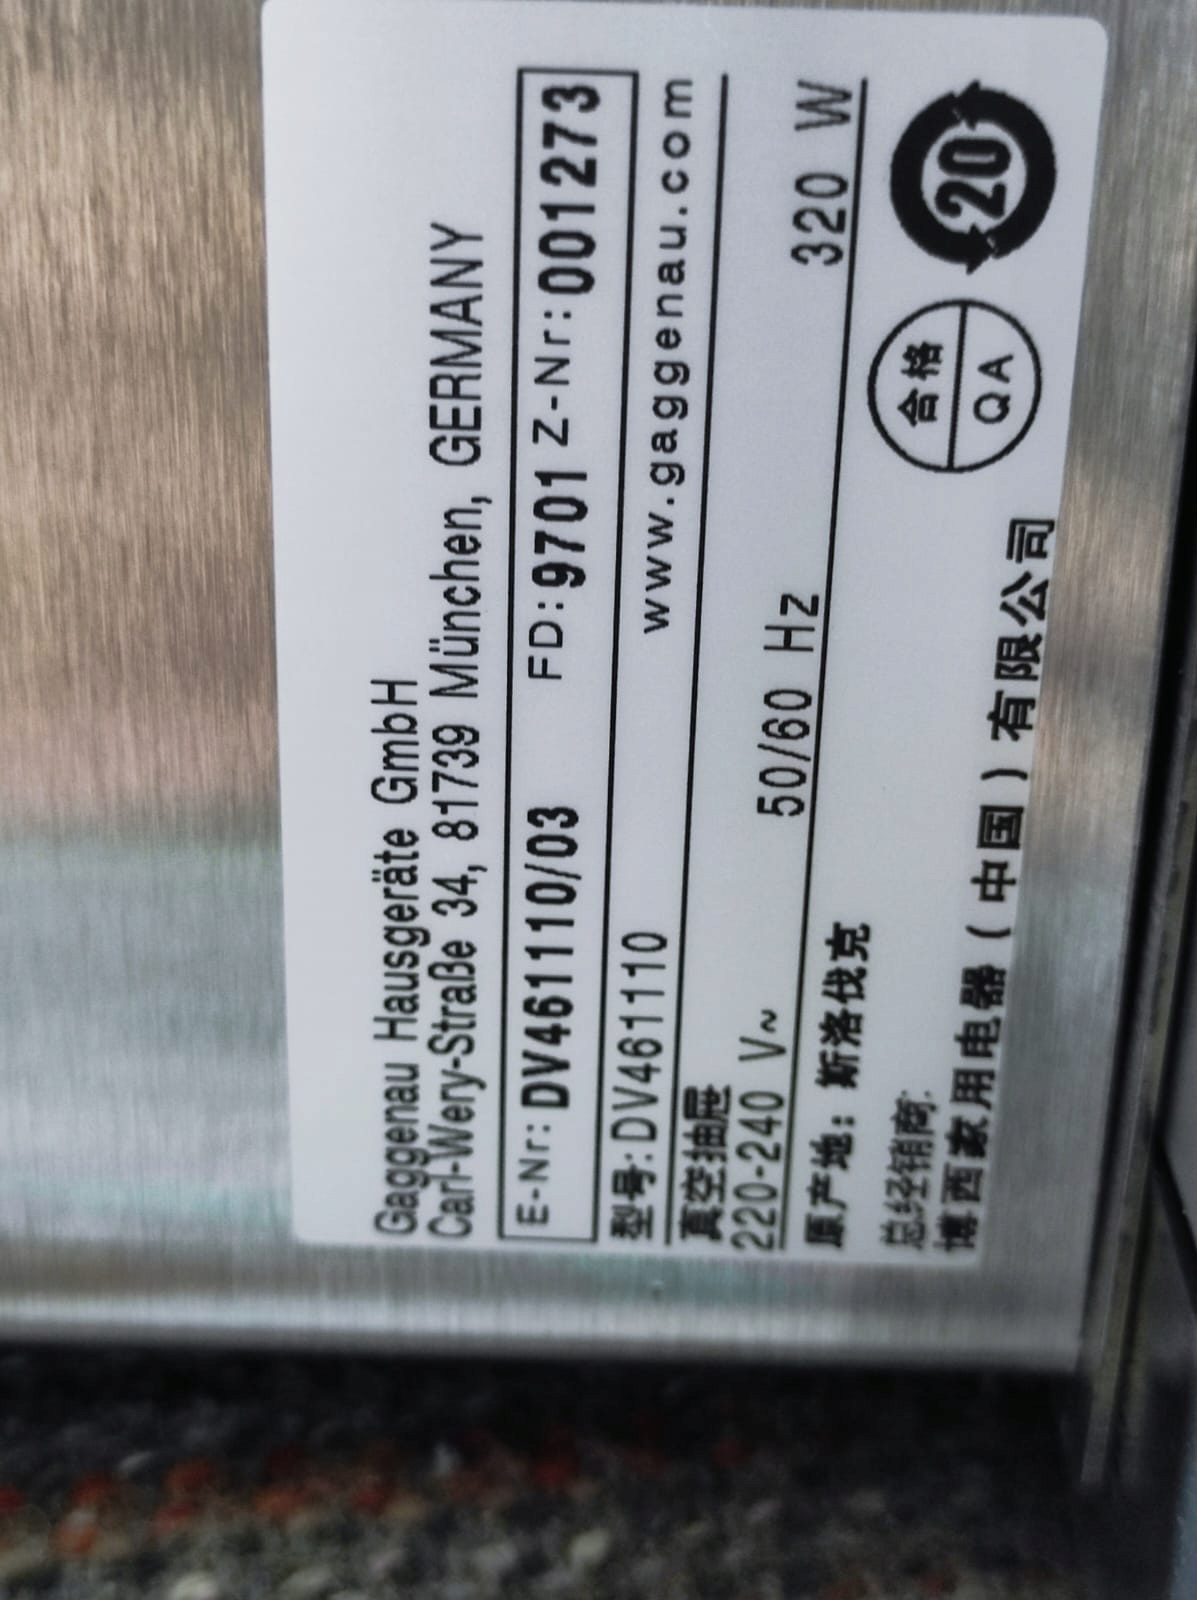 Gaggenau Hausgeräte GmbH
Carl-Wery-Straße 34, 81739 München, GERMANY
E-Nr: DV461110/03 FD: 9701 Z-Nr: 001273
型号: DV461110 www.gaggenau.com
真空抽屉
220-240 V~ 50/60 Hz 320 W
原产地：斯洛伐克
总经销商:
博西家用电器（中国）有限公司
合格
QA
20